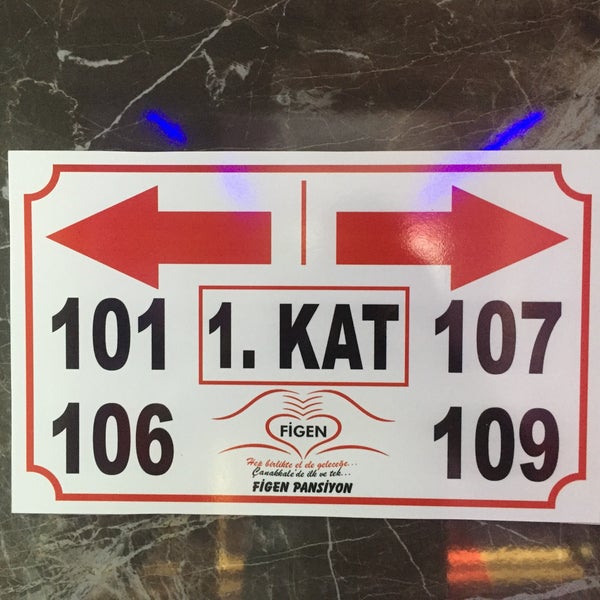 101 1. KAT 107
106 109
FİGEN
Hep birlikte el ele geleceğe...
Çanakkale'de ilk ve tek...
FİGEN PANSİYON